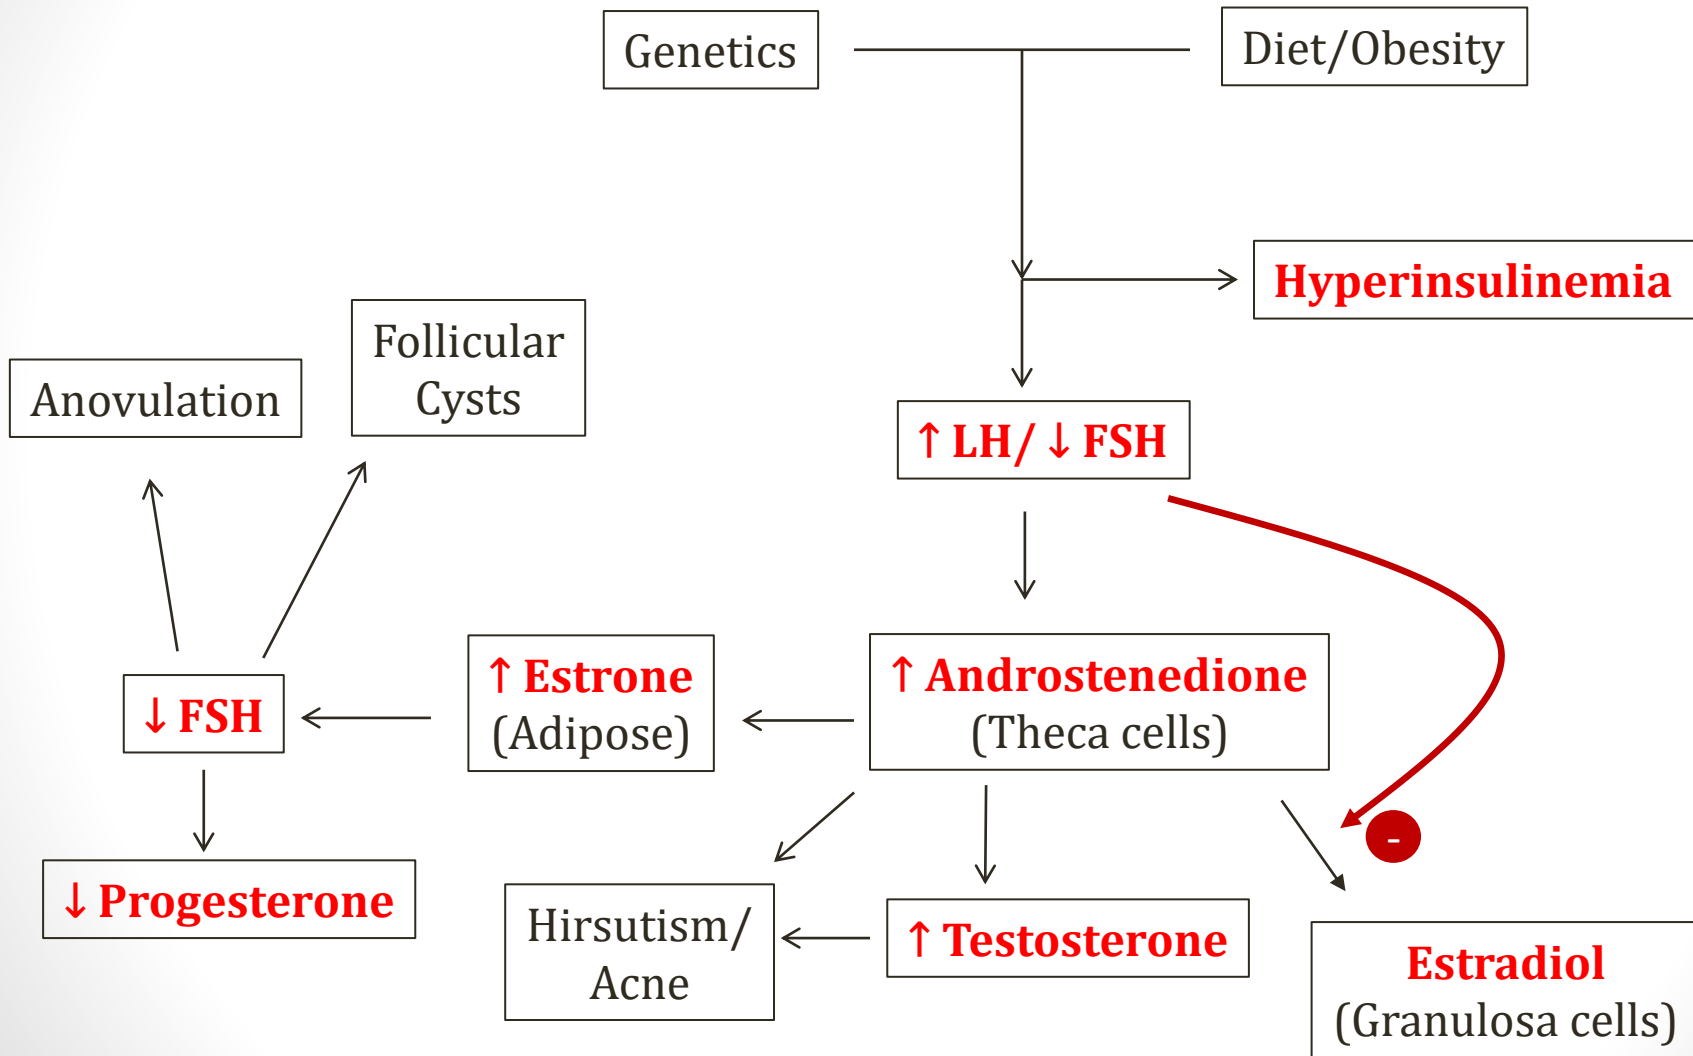 Genetics
Diet/Obesity
Hyperinsulinemia
Follicular
Cysts
Anovulation
↑ LH/ ↓ FSH
↑ Estrone
(Adipose)
↑ Androstenedione
(Theca cells)
↓ FSH
-
↓ Progesterone
Hirsutism/
Acne
↑ Testosterone
Estradiol
(Granulosa cells)